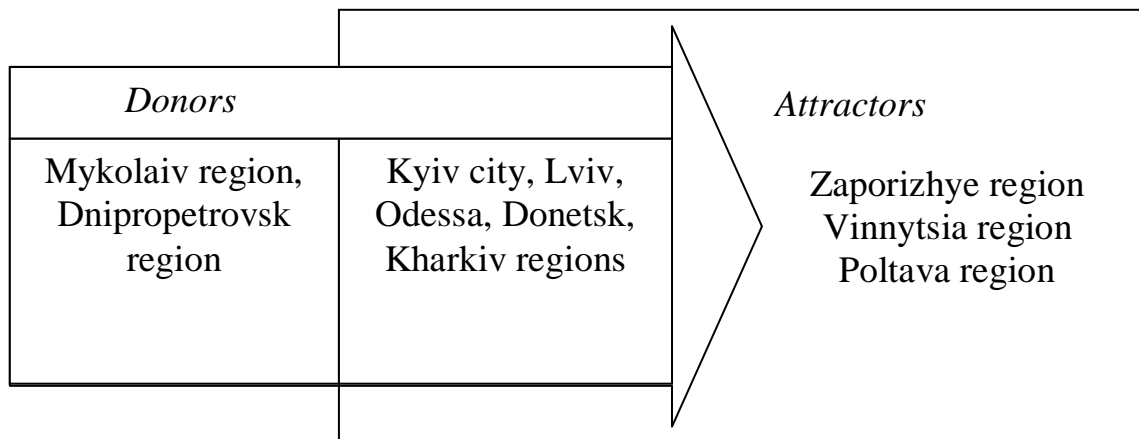 Donors
Mykolaiv region,
Dnipropetrovsk
region
Kyiv city, Lviv,
Odessa, Donetsk,
Kharkiv regions
Attractors
Zaporizhye region
Vinnytsia region
Poltava region